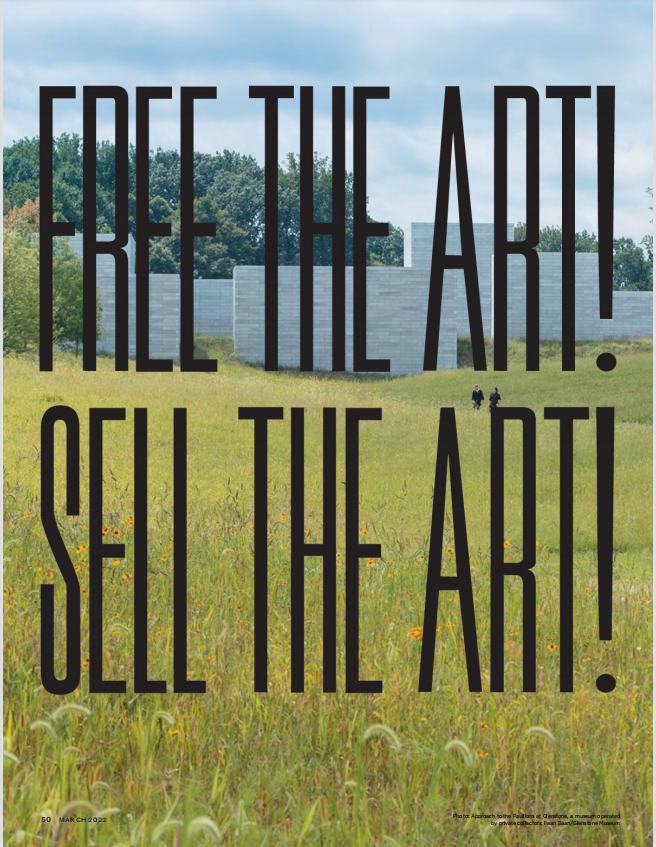 FREE THE ART!
SELL THE ART!
50 MARCH 2022
Photo: Approach to the Pavilions at Glenstone, a museum operated
by private collectors; Iwan Baan/Glenstone Museum